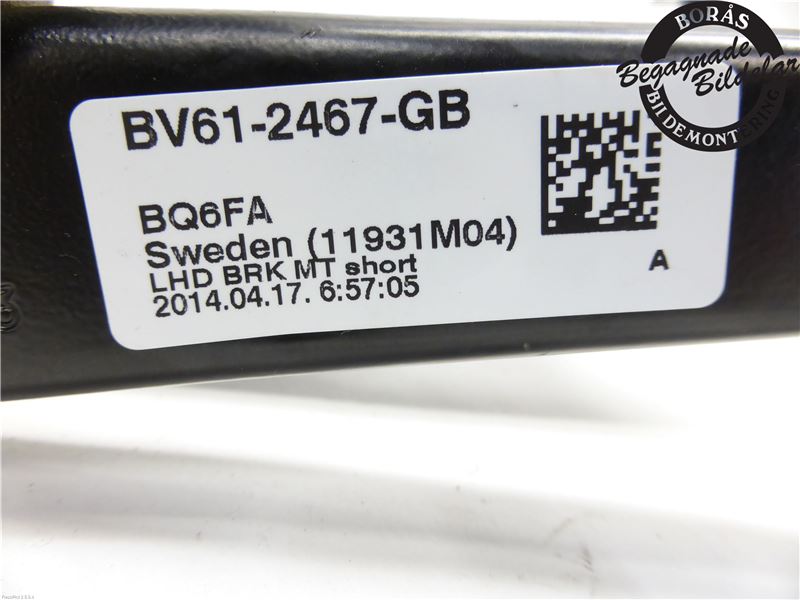 BORÅS
Begagnade
Bildelar
BILDEMONTERING
BV61-2467-GB
BQ6FA
Sweden (11931M04)
LHD BRK MT short
2014.04.17. 6:57:05
A